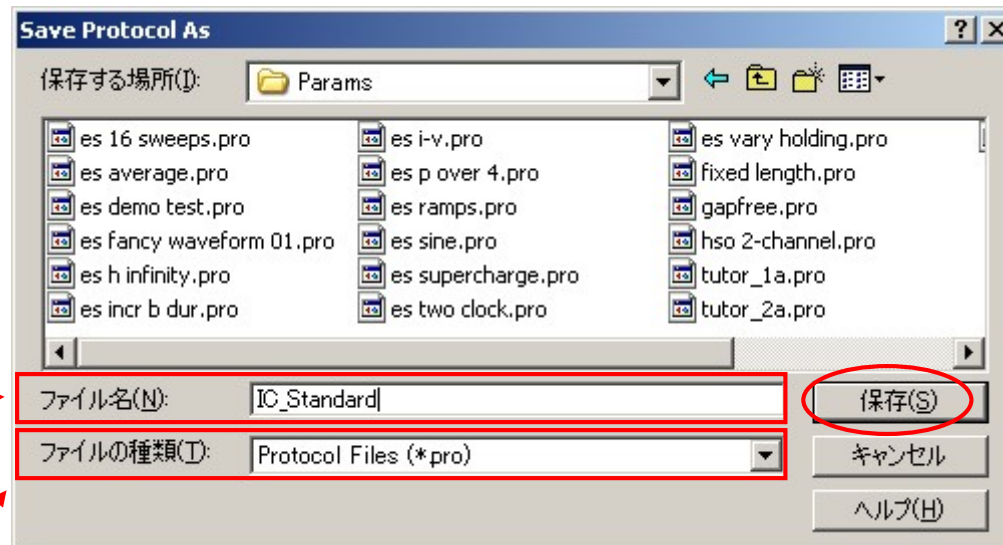 Save Protocol As
保存する場所(I): Params
es 16 sweeps.pro es i-v.pro es vary holding.pro
es average.pro es p over 4.pro fixed length.pro
es demo test.pro es ramps.pro gapfree.pro
es fancy waveform 01.pro es sine.pro hso 2-channel.pro
es h infinity.pro es supercharge.pro tutor_1a.pro
es incr b dur.pro es two clock.pro tutor_2a.pro
ファイル名(N): IC_Standard 保存(S)
ファイルの種類(T): Protocol Files (*.pro) キャンセル
ヘルプ(H)